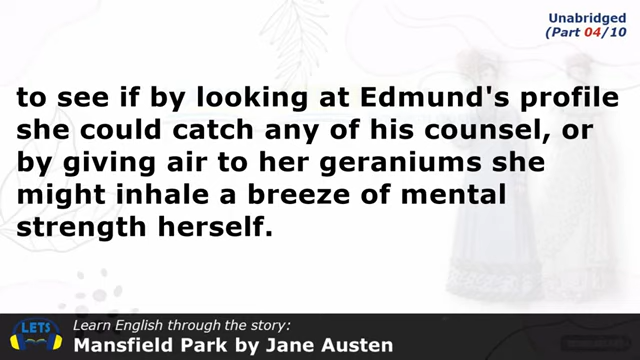 Unabridged
(Part 04/10
to see if by looking at Edmund's profile
she could catch any of his counsel, or
by giving air to her geraniums she
might inhale a breeze of mental
strength herself.
LETS
Learn English through the story:
Mansfield Park by Jane Austen